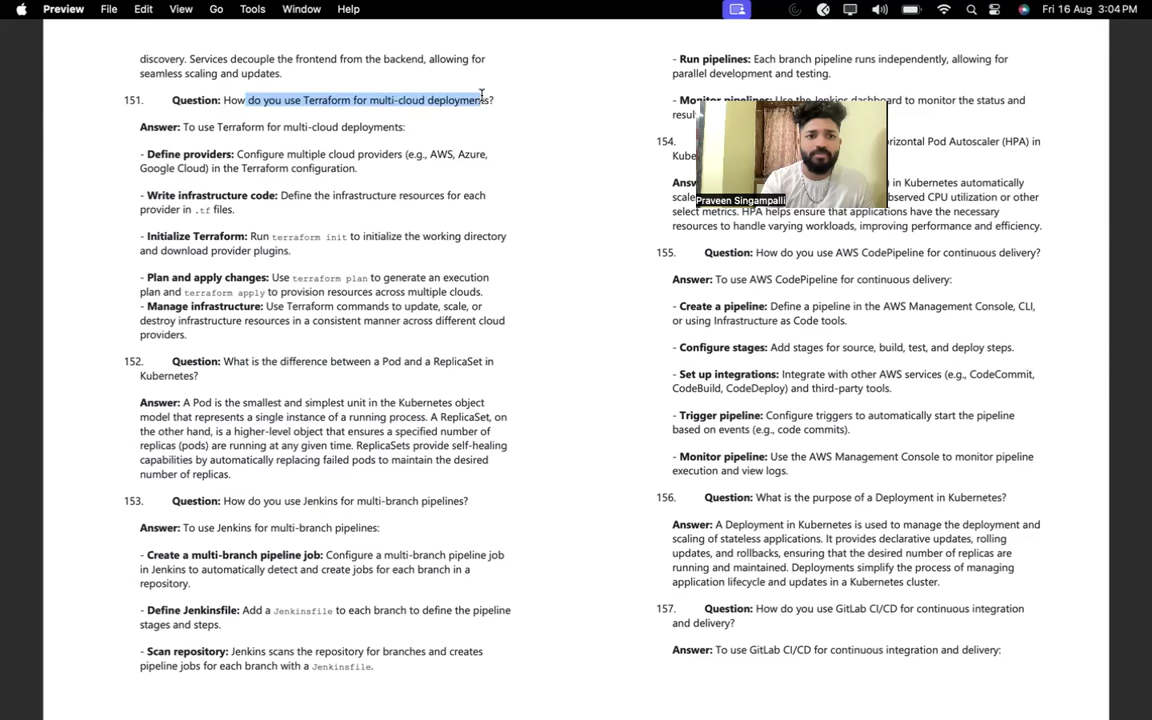 Preview File Edit View Go Tools Window Help Fri 16 Aug 3:04 PM
discovery. Services decouple the frontend from the backend, allowing for
seamless scaling and updates.
151. Question: How do you use Terraform for multi-cloud deployments?
Answer: To use Terraform for multi-cloud deployments:
- Define providers: Configure multiple cloud providers (e.g., AWS, Azure,
Google Cloud) in the Terraform configuration.
- Write infrastructure code: Define the infrastructure resources for each
provider in .tf files.
- Initialize Terraform: Run terraform init to initialize the working directory
and download provider plugins.
- Plan and apply changes: Use terraform plan to generate an execution
plan and terraform apply to provision resources across multiple clouds.
- Manage infrastructure: Use Terraform commands to update, scale, or
destroy infrastructure resources in a consistent manner across different cloud
providers.
152. Question: What is the difference between a Pod and a ReplicaSet in
Kubernetes?
Answer: A Pod is the smallest and simplest unit in the Kubernetes object
model that represents a single instance of a running process. A ReplicaSet, on
the other hand, is a higher-level object that ensures a specified number of
replicas (pods) are running at any given time. ReplicaSets provide self-healing
capabilities by automatically replacing failed pods to maintain the desired
number of replicas.
153. Question: How do you use Jenkins for multi-branch pipelines?
Answer: To use Jenkins for multi-branch pipelines:
- Create a multi-branch pipeline job: Configure a multi-branch pipeline job
in Jenkins to automatically detect and create jobs for each branch in a
repository.
- Define Jenkinsfile: Add a Jenkinsfile to each branch to define the pipeline
stages and steps.
- Scan repository: Jenkins scans the repository for branches and creates
pipeline jobs for each branch with a Jenkinsfile.
- Run pipelines: Each branch pipeline runs independently, allowing for
parallel development and testing.
- Monitor pipelines: Use the Jenkins dashboard to monitor the status and
154. orizontal Pod Autoscaler (HPA) in
in Kubernetes automatically
bserved CPU utilization or other
Praveen Singampalli
select metrics. HPA helps ensure that applications have the necessary
resources to handle varying workloads, improving performance and efficiency.
155. Question: How do you use AWS CodePipeline for continuous delivery?
Answer: To use AWS CodePipeline for continuous delivery:
- Create a pipeline: Define a pipeline in the AWS Management Console, CLI,
or using Infrastructure as Code tools.
- Configure stages: Add stages for source, build, test, and deploy steps.
- Set up integrations: Integrate with other AWS services (e.g., CodeCommit,
CodeBuild, CodeDeploy) and third-party tools.
- Trigger pipeline: Configure triggers to automatically start the pipeline
based on events (e.g., code commits).
- Monitor pipeline: Use the AWS Management Console to monitor pipeline
execution and view logs.
156. Question: What is the purpose of a Deployment in Kubernetes?
Answer: A Deployment in Kubernetes is used to manage the deployment and
scaling of stateless applications. It provides declarative updates, rolling
updates, and rollbacks, ensuring that the desired number of replicas are
running and maintained. Deployments simplify the process of managing
application lifecycle and updates in a Kubernetes cluster.
157. Question: How do you use GitLab CI/CD for continuous integration
and delivery?
Answer: To use GitLab CI/CD for continuous integration and delivery: